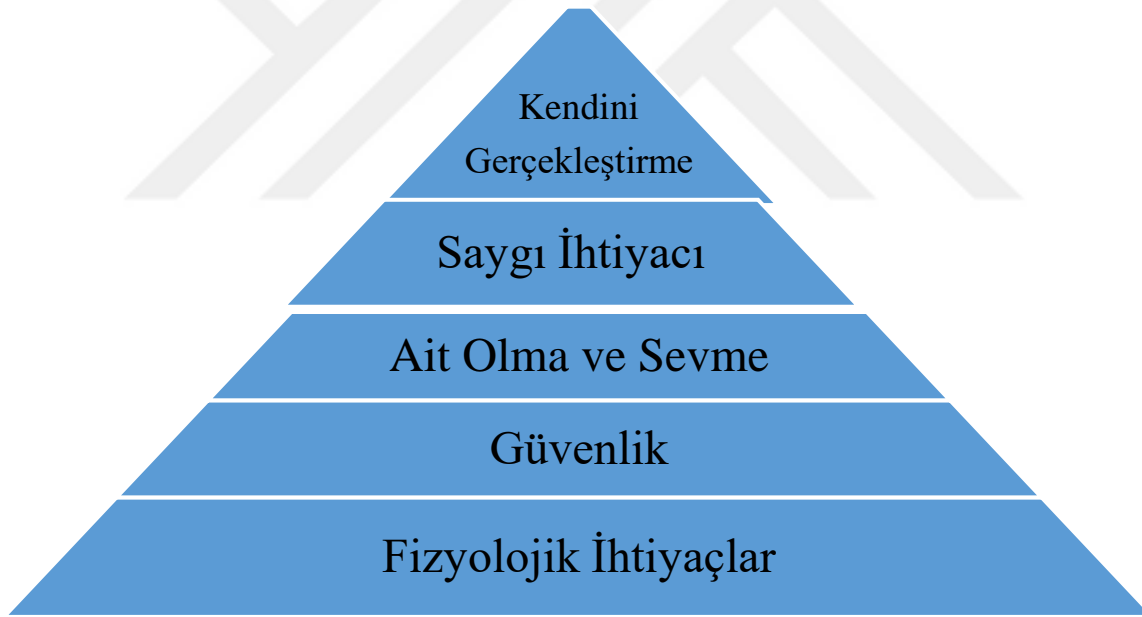 Kendini
Gerçekleştirme
Saygı İhtiyacı
Ait Olma ve Sevme
Güvenlik
Fizyolojik İhtiyaçlar